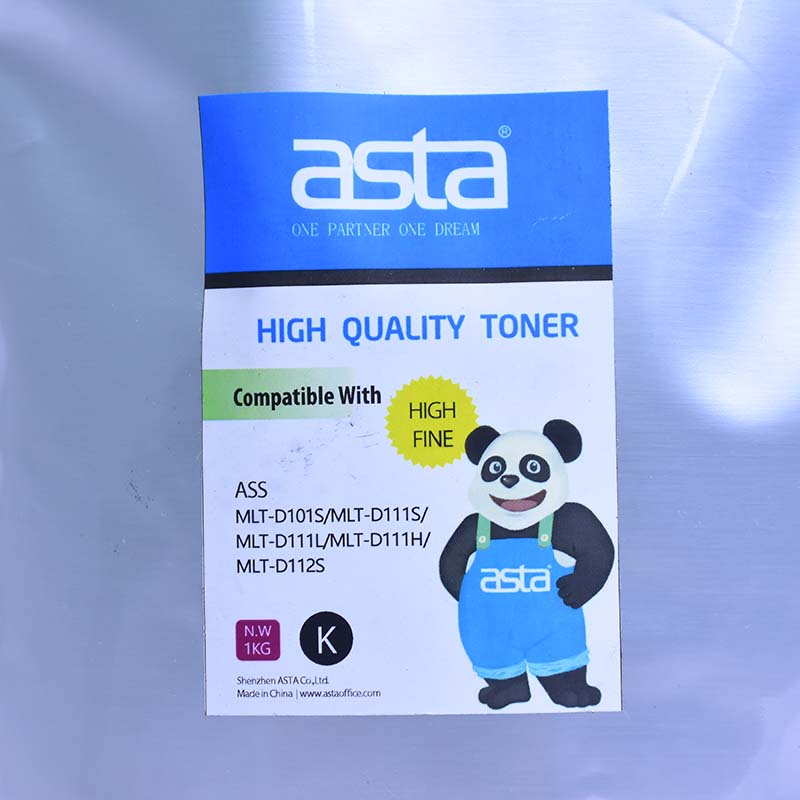 asta®
ONE PARTNER ONE DREAM
HIGH QUALITY TONER
Compatible With
HIGH
FINE
ASS
MLT-D101S/MLT-D111S/
MLT-D111L/MLT-D111H/
MLT-D112S
asta
N.W
1KG
K
Shenzhen ASTA Co.,Ltd.
Made in China | www.astaoffice.com